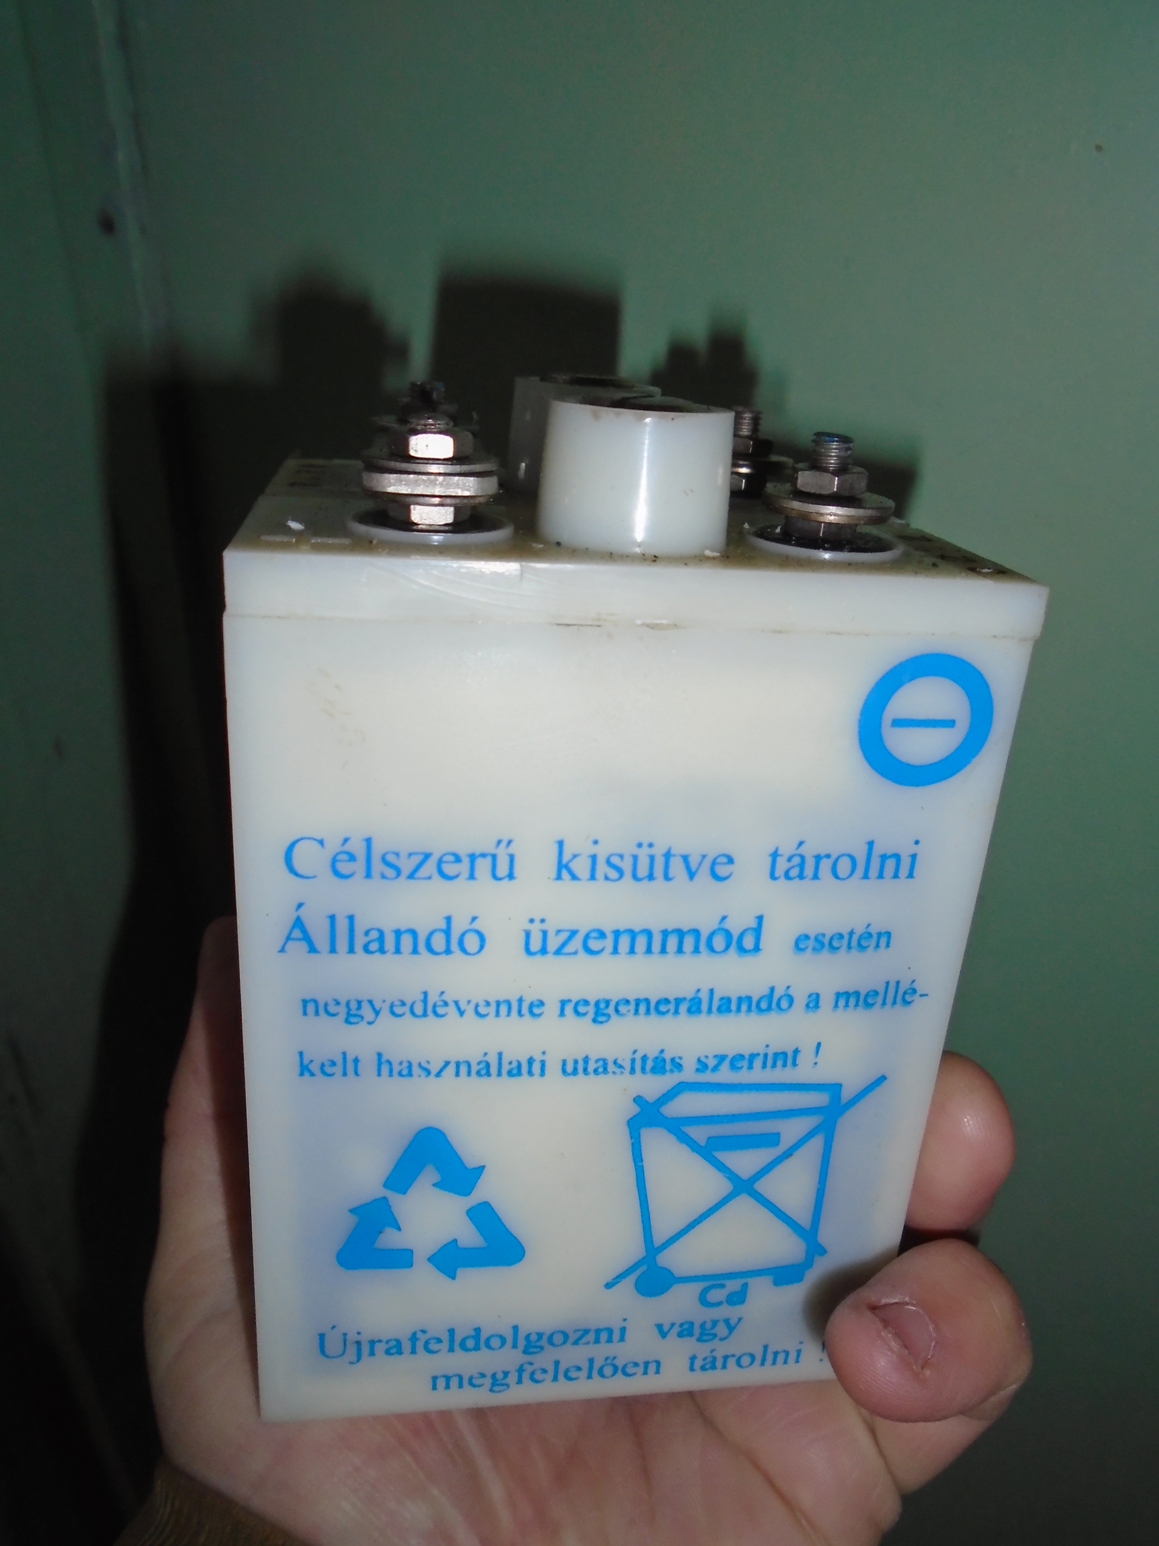 Célszerű kisütve tárolni
Állandó üzemmód esetén
negyedévente regenerálandó a mellé-
kelt használati utasítás szerint !
Cd
Újrafeldolgozni vagy
megfelelően tárolni !